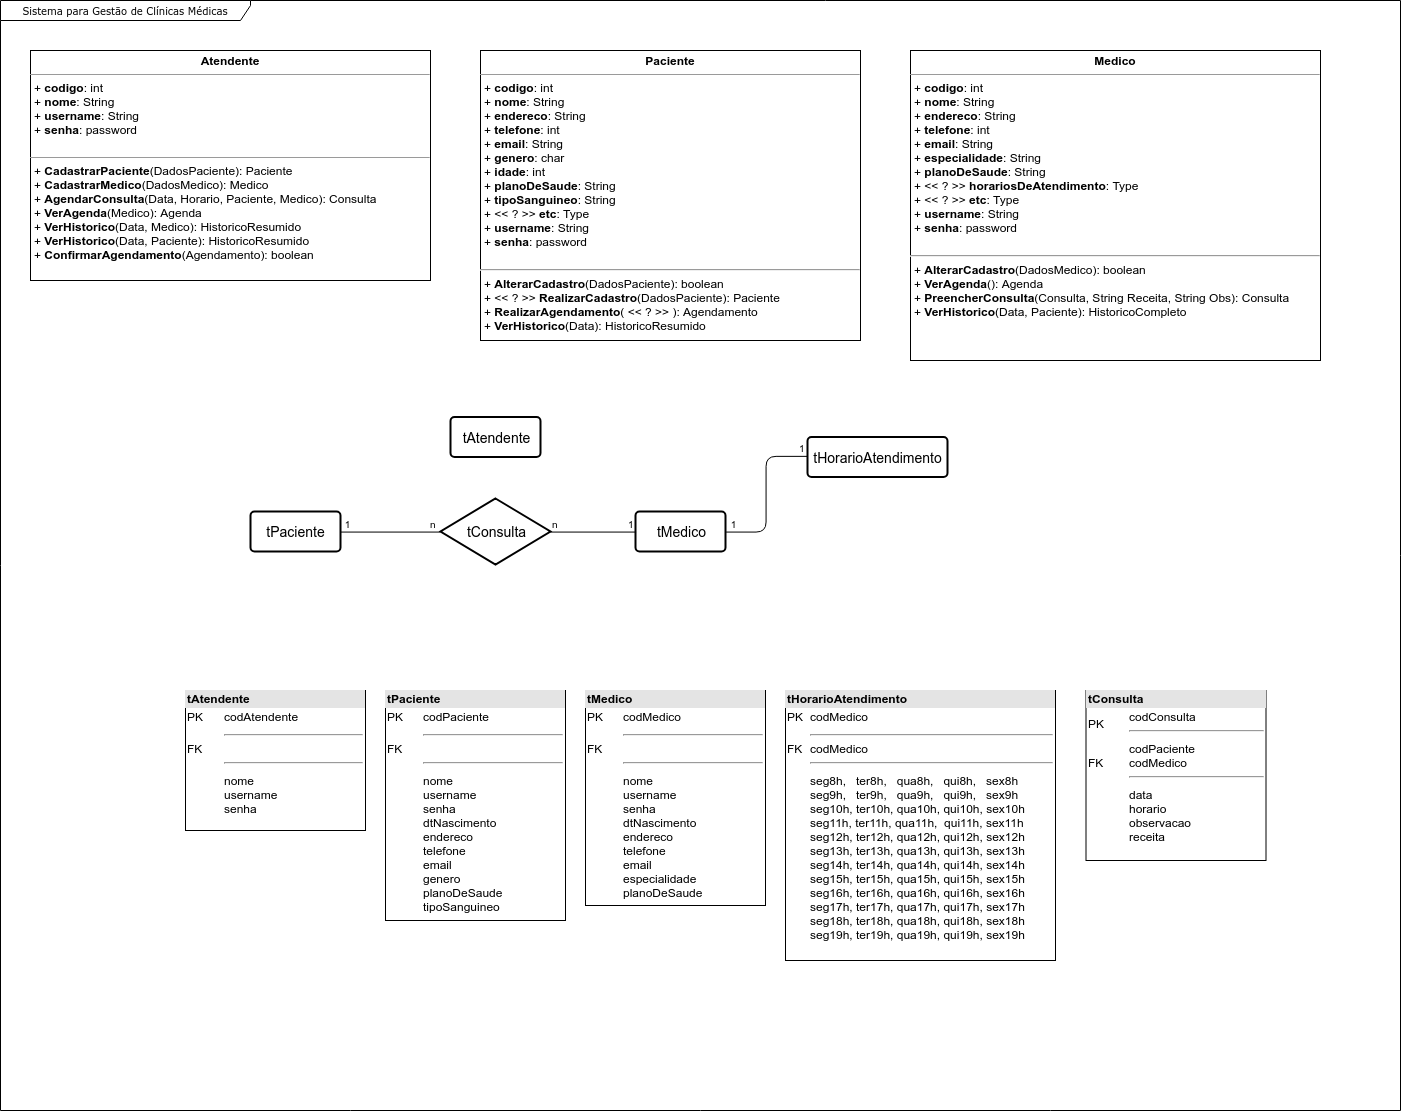 Sistema para Gestão de Clínicas Médicas
Atendente
+ codigo: int
+ nome: String
+ username: String
+ senha: password
+ CadastrarPaciente(DadosPaciente): Paciente
+ CadastrarMedico(DadosMedico): Medico
+ AgendarConsulta(Data, Horario, Paciente, Medico): Consulta
+ VerAgenda(Medico): Agenda
+ VerHistorico(Data, Medico): HistoricoResumido
+ VerHistorico(Data, Paciente): HistoricoResumido
+ ConfirmarAgendamento(Agendamento): boolean
Paciente
+ codigo: int
+ nome: String
+ endereco: String
+ telefone: int
+ email: String
+ genero: char
+ idade: int
+ planoDeSaude: String
+ tipoSanguineo: String
+ << ? >> etc: Type
+ username: String
+ senha: password
+ AlterarCadastro(DadosPaciente): boolean
+ << ? >> RealizarCadastro(DadosPaciente): Paciente
+ RealizarAgendamento( << ? >> ): Agendamento
+ VerHistorico(Data): HistoricoResumido
Medico
+ codigo: int
+ nome: String
+ endereco: String
+ telefone: int
+ email: String
+ especialidade: String
+ planoDeSaude: String
+ << ? >> horariosDeAtendimento: Type
+ << ? >> etc: Type
+ username: String
+ senha: password
+ AlterarCadastro(DadosMedico): boolean
+ VerAgenda(): Agenda
+ PreencherConsulta(Consulta, String Receita, String Obs): Consulta
+ VerHistorico(Data, Paciente): HistoricoCompleto
tAtendente
1
tHorarioAtendimento
tPaciente
1
n
tConsulta
n
1
tMedico
1
tAtendente
PK codAtendente
FK
nome
username
senha
tPaciente
PK codPaciente
FK
nome
username
senha
dtNascimento
endereco
telefone
email
genero
planoDeSaude
tipoSanguineo
tMedico
PK codMedico
FK
nome
username
senha
dtNascimento
endereco
telefone
email
especialidade
planoDeSaude
tHorarioAtendimento
PK codMedico
FK codMedico
seg8h, ter8h, qua8h, qui8h, sex8h
seg9h, ter9h, qua9h, qui9h, sex9h
seg10h, ter10h, qua10h, qui10h, sex10h
seg11h, ter11h, qua11h, qui11h, sex11h
seg12h, ter12h, qua12h, qui12h, sex12h
seg13h, ter13h, qua13h, qui13h, sex13h
seg14h, ter14h, qua14h, qui14h, sex14h
seg15h, ter15h, qua15h, qui15h, sex15h
seg16h, ter16h, qua16h, qui16h, sex16h
seg17h, ter17h, qua17h, qui17h, sex17h
seg18h, ter18h, qua18h, qui18h, sex18h
seg19h, ter19h, qua19h, qui19h, sex19h
tConsulta
PK codConsulta
codPaciente
FK codMedico
data
horario
observacao
receita